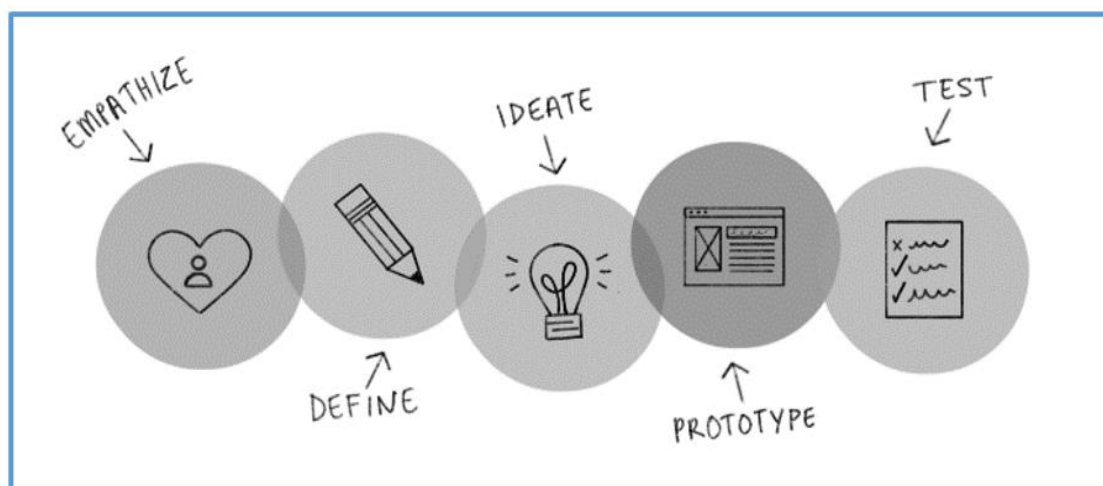 EMPATHIZE
DEFINE
IDEATE
PROTOTYPE
TEST